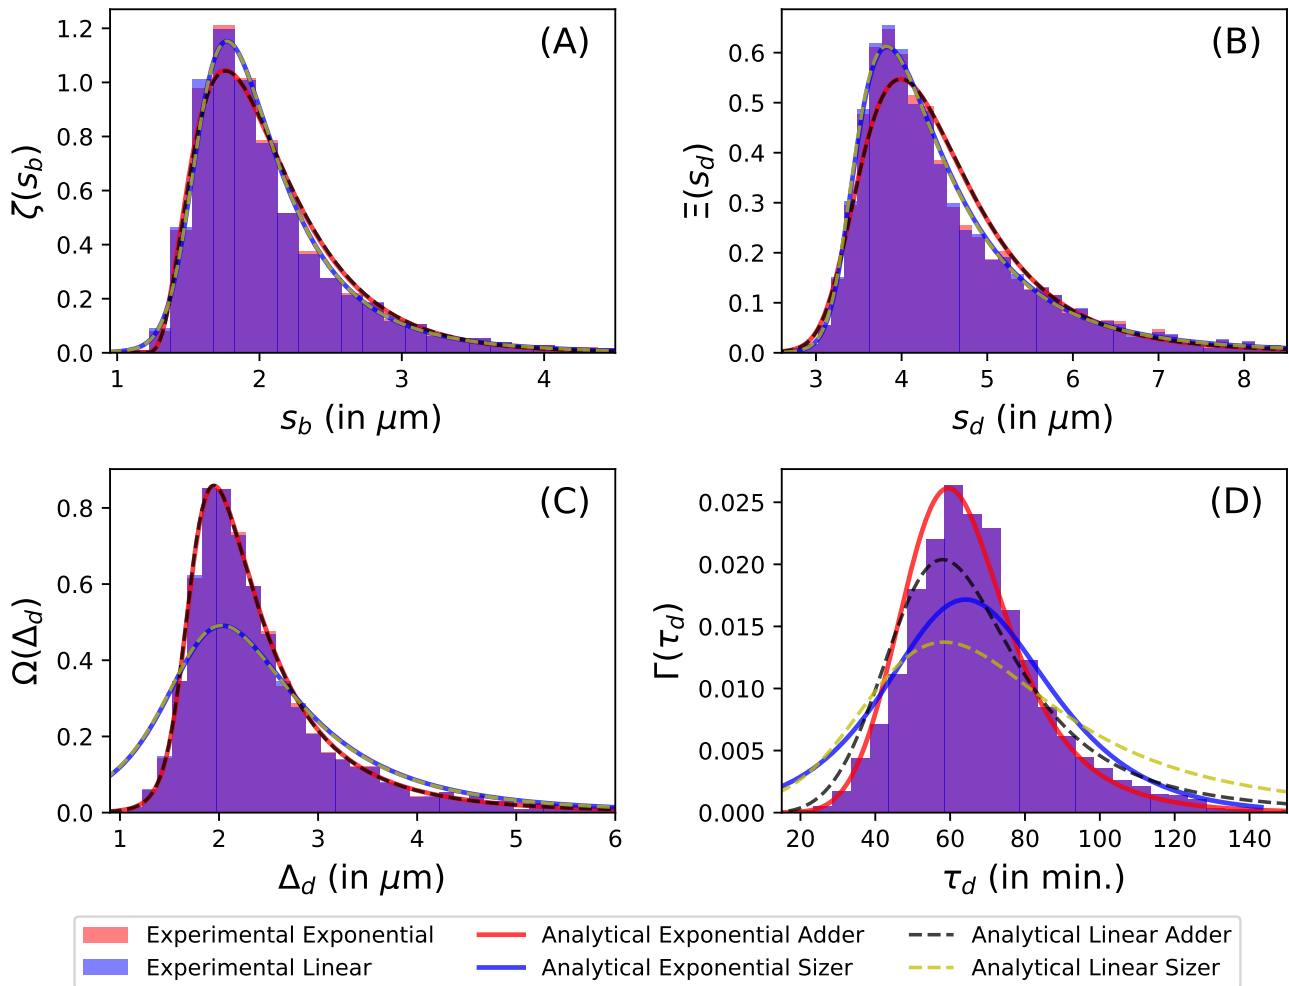 (A)
1.2
1.0
0.8
0.6
0.4
0.2
0.0
ζ(s_b)
1 2 3 4
s_b (in μm)
(B)
0.6
0.5
0.4
0.3
0.2
0.1
0.0
Ξ(s_d)
3 4 5 6 7 8
s_d (in μm)
(C)
0.8
0.6
0.4
0.2
0.0
Ω(Δ_d)
1 2 3 4 5 6
Δ_d (in μm)
(D)
0.025
0.020
0.015
0.010
0.005
0.000
Γ(τ_d)
20 40 60 80 100 120 140
τ_d (in min.)
Experimental Exponential
Experimental Linear
Analytical Exponential Adder
Analytical Exponential Sizer
Analytical Linear Adder
Analytical Linear Sizer